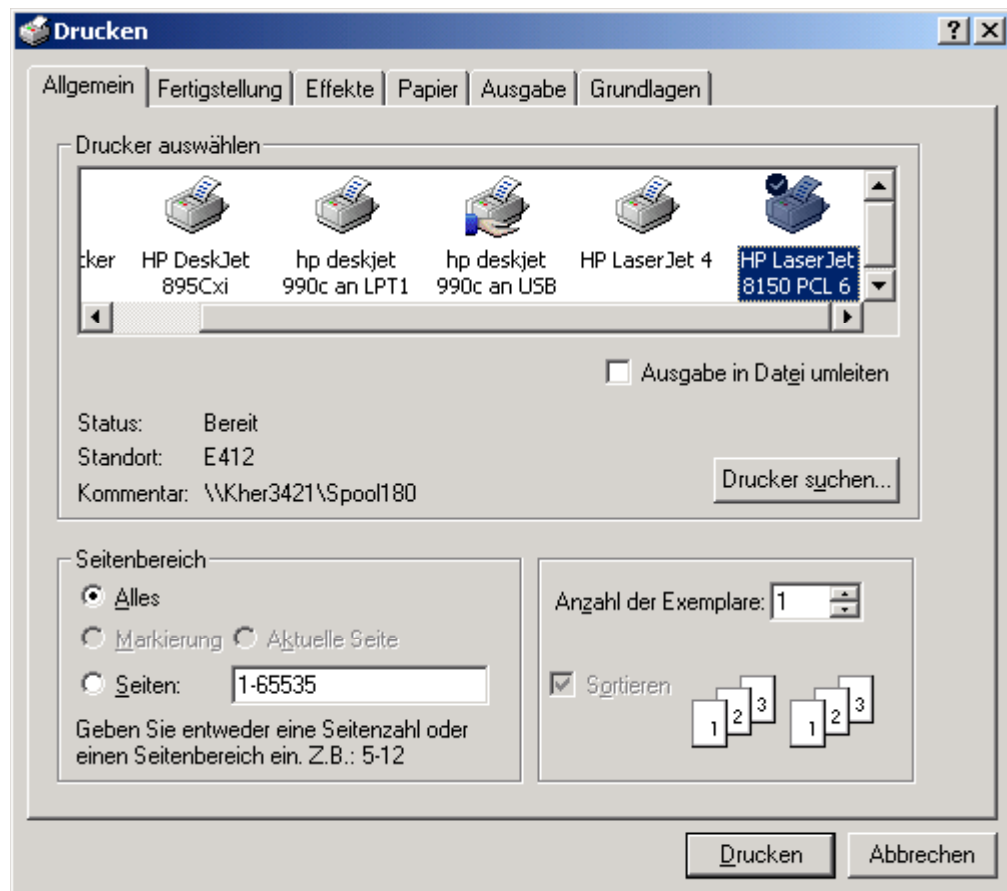 Drucken
Allgemein Fertigstellung Effekte Papier Ausgabe Grundlagen
Drucker auswählen
HP DeskJet 895Cxi
hp deskjet 990c an LPT1
hp deskjet 990c an USB
HP LaserJet 4
HP LaserJet 8150 PCL 6
Ausgabe in Datei umleiten
Status: Bereit
Standort: E412
Kommentar: \\Kher3421\Spool180
Drucker suchen...
Seitenbereich
Alles
Markierung Aktuelle Seite
Seiten: 1-65535
Geben Sie entweder eine Seitenzahl oder
einen Seitenbereich ein. Z.B.: 5-12
Anzahl der Exemplare: 1
Sortieren
1 2 3 1 2 3
Drucken Abbrechen